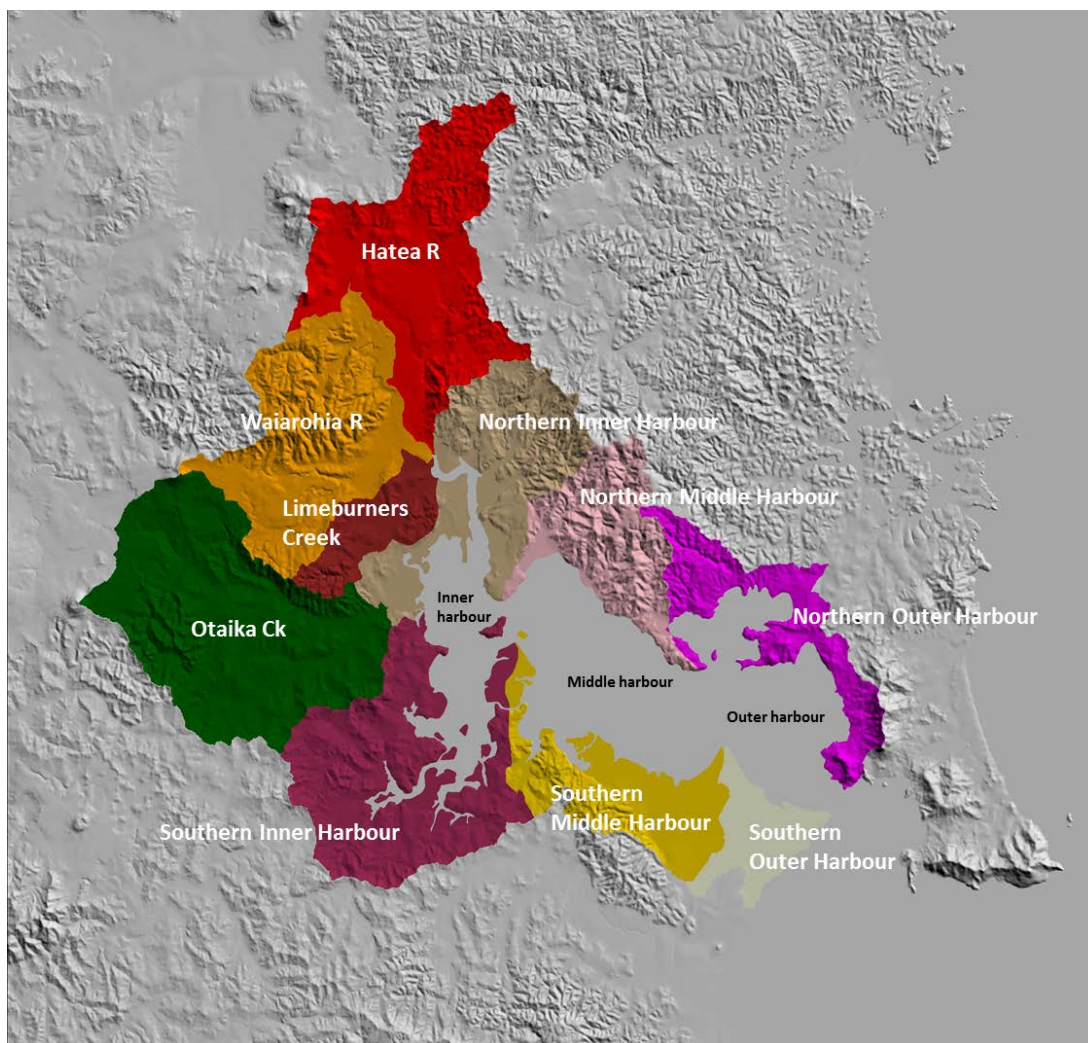 Hatea R
Waiarohia R
Northern Inner Harbour
Northern Middle Harbour
Limeburners
Creek
Inner
harbour
Northern Outer Harbour
Otaika Ck
Middle harbour
Outer harbour
Southern
Middle Harbour
Southern Inner Harbour
Southern
Outer Harbour